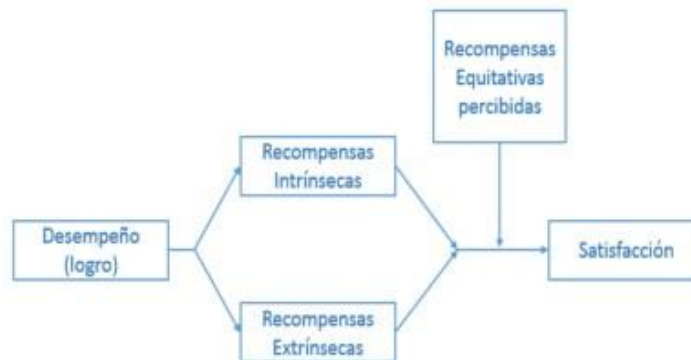 Recompensas
Equitativas
percibidas
Recompensas
Intrínsecas
Desempeño
(logro)
Satisfacción
Recompensas
Extrínsecas